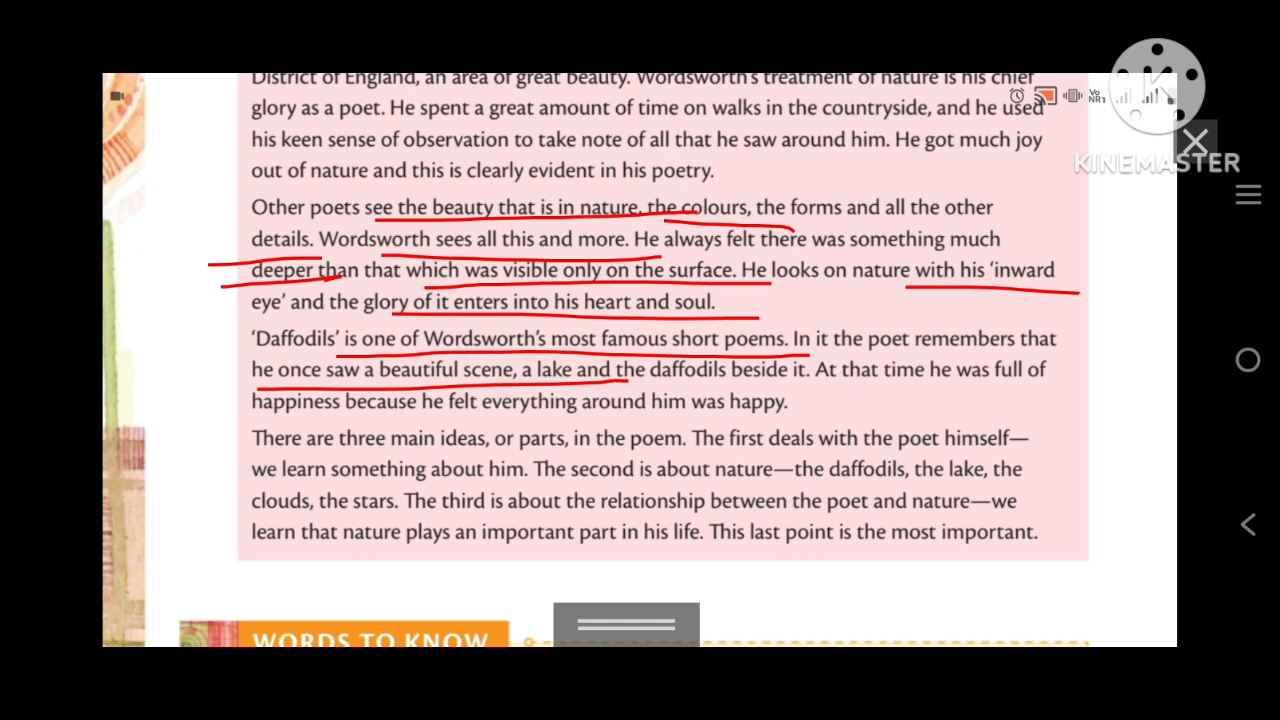 District of England, an area of great beauty. Wordsworth's treatment of nature is his chief
glory as a poet. He spent a great amount of time on walks in the countryside, and he used
his keen sense of observation to take note of all that he saw around him. He got much joy
out of nature and this is clearly evident in his poetry.
Other poets see the beauty that is in nature, the colours, the forms and all the other
details. Wordsworth sees all this and more. He always felt there was something much
deeper than that which was visible only on the surface. He looks on nature with his ‘inward
eye’ and the glory of it enters into his heart and soul.
‘Daffodils’ is one of Wordsworth's most famous short poems. In it the poet remembers that
he once saw a beautiful scene, a lake and the daffodils beside it. At that time he was full of
happiness because he felt everything around him was happy.
There are three main ideas, or parts, in the poem. The first deals with the poet himself—
we learn something about him. The second is about nature—the daffodils, the lake, the
clouds, the stars. The third is about the relationship between the poet and nature—we
learn that nature plays an important part in his life. This last point is the most important.
WORDS TO KNOW
Vo
NR1
K
KINEMASTER